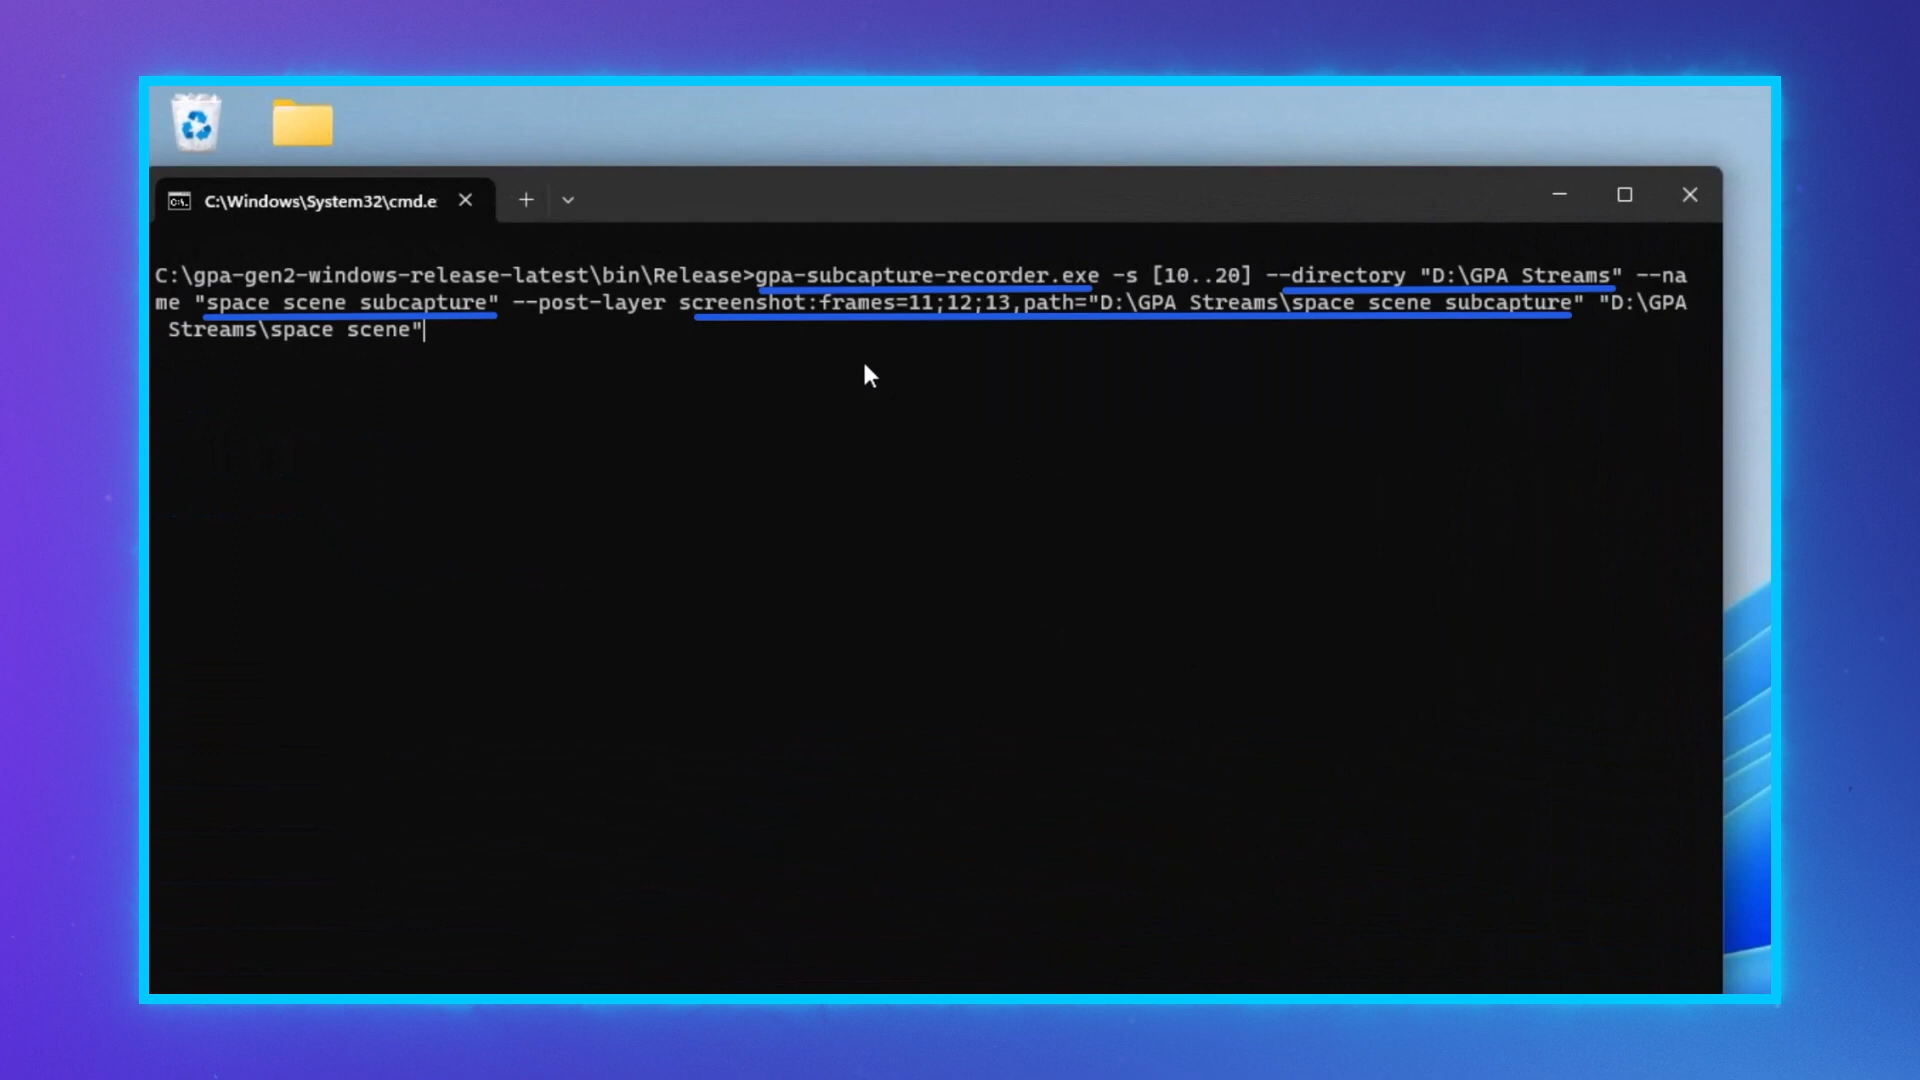 C:\Windows\System32\cmd.e
C:\gpa-gen2-windows-release-latest\bin\Release>gpa-subcapture-recorder.exe -s [10..20] --directory "D:\GPA Streams" --na
me "space scene subcapture" --post-layer screenshot:frames=11;12;13,path="D:\GPA Streams\space scene subcapture" "D:\GPA
Streams\space scene"